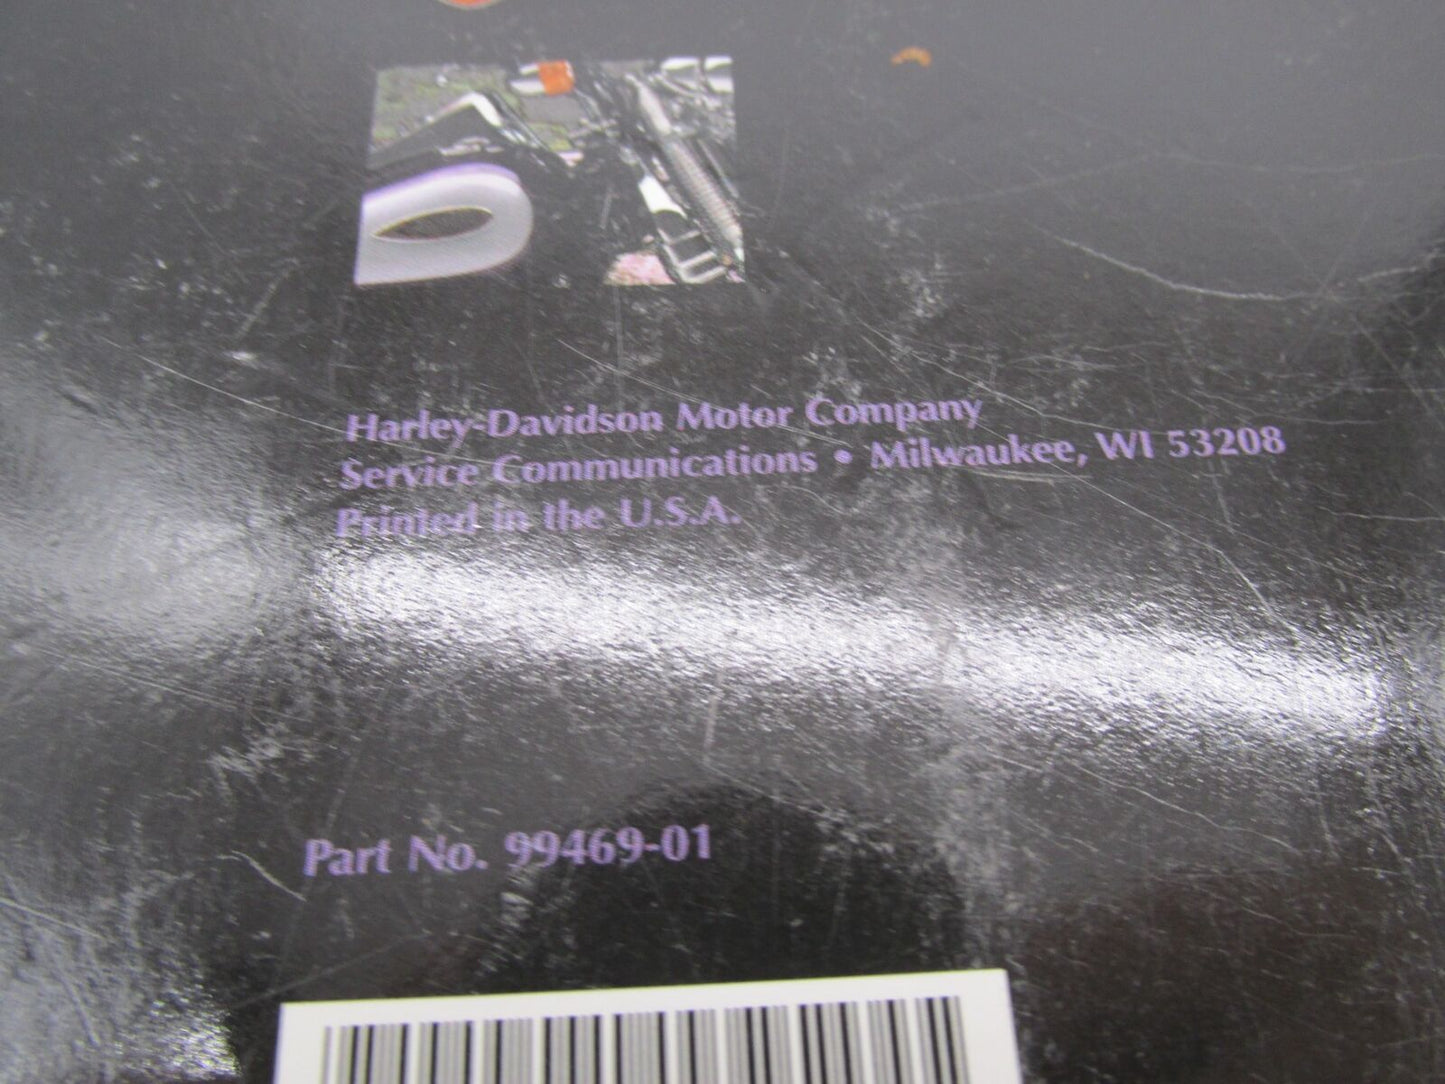 Harley-Davidson Motor Company
Service Communications • Milwaukee, WI 53208
Printed in the U.S.A.
Part No. 99469-01